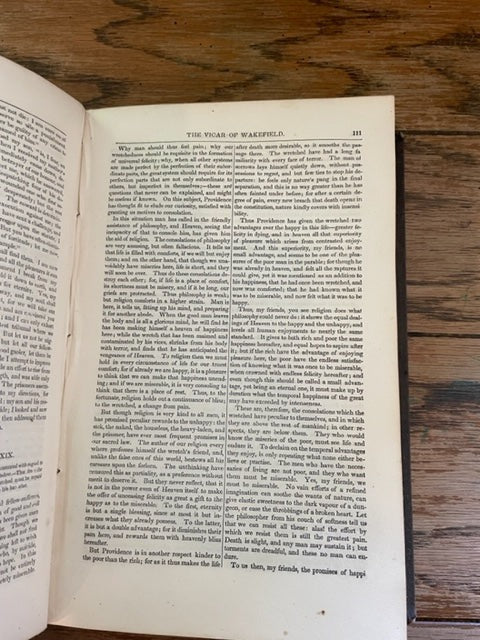 THE VICAR OF WAKEFIELD. 111
Why man should thus feel pain; why our
wretchedness should be requisite in the formation
of universal felicity; why, when all other systems
are made perfect by the perfection of their subor-
dinate parts, the great system should require for its
perfection parts that are not only subordinate to
others, but imperfect in themselves;—these are
questions that never can be explained, and might
be useless if known. On this subject, Providence
has thought fit to elude our curiosity, satisfied with
granting us motives to consolation.
In this situation man has called in the friendly
assistance of philosophy, and Heaven, seeing the
incapacity of that to console him, has given him
the aid of religion. The consolations of philosophy
are very amusing, but often fallacious. It tells us
that life is filled with comforts, if we will but enjoy
them; and on the other hand, that though we una-
voidably have miseries here, life is short, and they
will soon be over. Thus do these consolations de-
stroy each other; for, if life is a place of comfort,
its shortness must be misery, and if it be long, our
griefs are protracted. Thus philosophy is weak;
but religion comforts in a higher strain. Man is
here, it tells us, fitting up his mind, and preparing
it for another abode. When the good man leaves
the body and is all a glorious mind, he will find he
has been making himself a heaven of happiness
here; while the wretch that has been maimed and
contaminated by his vices, shrinks from his body
with terror, and finds that he has anticipated the
vengeance of Heaven. To religion then we must
hold in every circumstance of life for our truest
comfort; for if already we are happy, it is a pleasure
to think that we can make that happiness unend-
ing; and if we are miserable, it is very consoling to
think that there is a place of rest. Thus, to the
fortunate, religion holds out a continuance of bliss;
to the wretched, a change from pain.
But though religion is very kind to all men, it
has promised peculiar rewards to the unhappy: the
sick, the naked, the houseless, the heavy-laden, and
the prisoner, have ever most frequent promises in
our sacred law. The author of our religion every
where professes himself the wretch's friend, and,
unlike the false ones of this world, bestows all his
caresses upon the forlorn. The unthinking have
censured this as partiality, as a preference without
merit to deserve it. But they never reflect, that it
is not in the power even of Heaven itself to make
the offer of unceasing felicity as great a gift to the
happy as to the miserable. To the first, eternity
is but a single blessing, since at most it but in-
creases what they already possess. To the latter,
it is but a double advantage; for it diminishes their
pain here, and rewards them with heavenly bliss
hereafter.
But Providence is in another respect kinder to
the poor than the rich; for as it thus makes the life
after death more desirable, so it smooths the pas-
sage there. The wretched have had a long fa-
miliarity with every face of terror. The man of
sorrows lays himself quietly down, without pos-
sessions to regret, and but few ties to stop his de-
parture: he feels only nature's pang in the final
separation, and this is no way greater than he has
often fainted under before; for after a certain de-
gree of pain, every new breach that death opens in
the constitution, nature kindly covers with insensi-
bility.
Thus Providence has given the wretched two
advantages over the happy in this life—greater fe-
licity in dying, and in heaven all that superiority
of pleasure which arises from contrasted enjoy-
ment. And this superiority, my friends, is no
small advantage, and seems to be one of the plea-
sures of the poor man in the parable; for though he
was already in heaven, and felt all the raptures it
could give, yet it was mentioned as an addition to
his happiness, that he had once been wretched, and
now was comforted; that he had known what it
was to be miserable, and now felt what it was to be
happy.
Thus, my friends, you see religion does what
philosophy could never do: it shows the equal deal-
ings of Heaven to the happy and the unhappy, and
levels all human enjoyments to nearly the same
standard. It gives to both rich and poor the same
happiness hereafter, and equal hopes to aspire after
it; but if the rich have the advantage of enjoying
pleasure here, the poor have the endless satisfac-
tion of knowing what it was once to be miserable,
when crowned with endless felicity hereafter; and
even though this should be called a small advan-
tage, yet being an eternal one, it must make up by
duration what the temporal happiness of the great
may have exceeded by intenseness.
These are, therefore, the consolations which the
wretched have peculiar to themselves, and in which
they are above the rest of mankind; in other re-
spects, they are below them. They who would
know the miseries of the poor, must see life and
endure it. To declaim on the temporal advantages
they enjoy, is only repeating what none either be-
lieve or practise. The men who have the neces-
saries of living are not poor, and they who want
them must be miserable. Yes, my friends, we
must be miserable. No vain efforts of a refined
imagination can soothe the wants of nature, can
give elastic sweetness to the dark vapour of a dun-
geon, or ease the throbbings of a broken heart. Let
the philosopher from his couch of softness tell us
that we can resist all these: alas! the effort by
which we resist them is still the greatest pain.
Death is slight, and any man may sustain it; but
torments are dreadful, and these no man can en-
dure.
To us then, my friends, the promises of happi